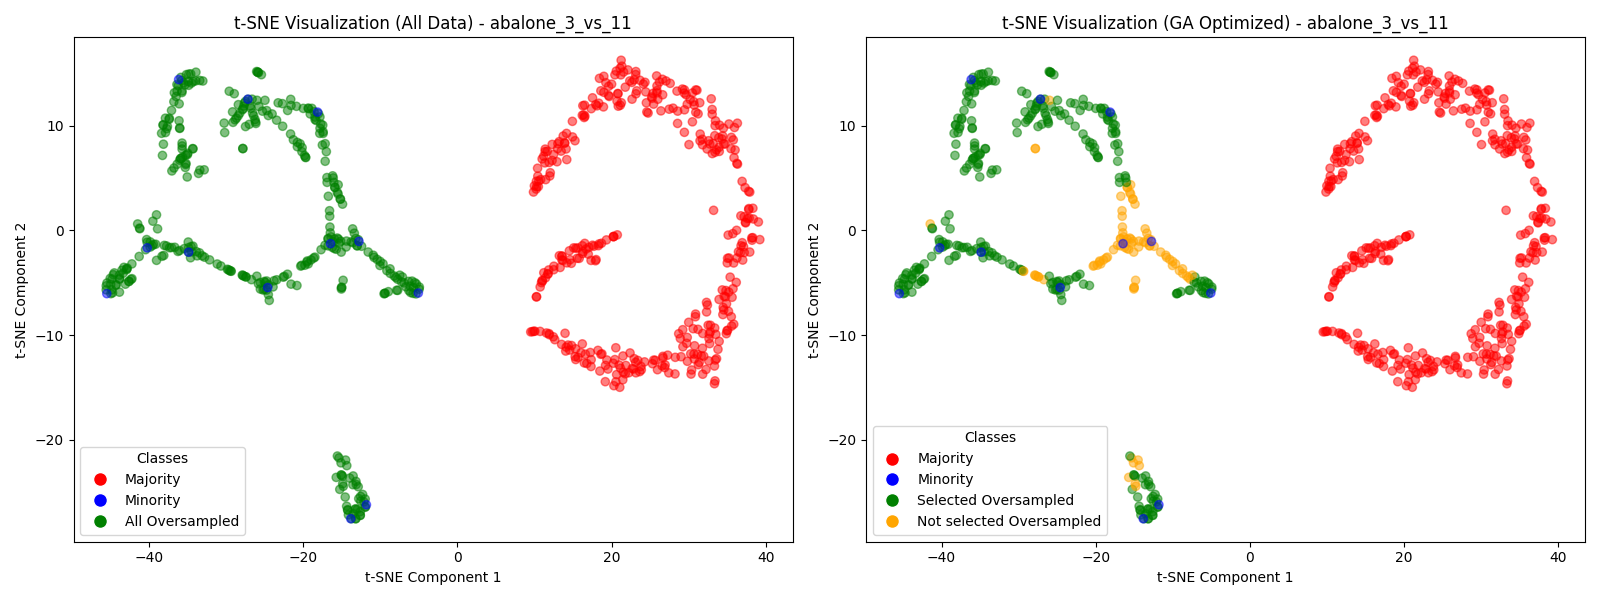 t-SNE Visualization (All Data) - abalone_3_vs_11
10
0
−10
−20
t-SNE Component 2
Classes
Majority
Minority
All Oversampled
−40
−20
0
20
40
t-SNE Component 1
t-SNE Visualization (GA Optimized) - abalone_3_vs_11
10
0
−10
−20
t-SNE Component 2
Classes
Majority
Minority
Selected Oversampled
Not selected Oversampled
−40
−20
0
20
40
t-SNE Component 1